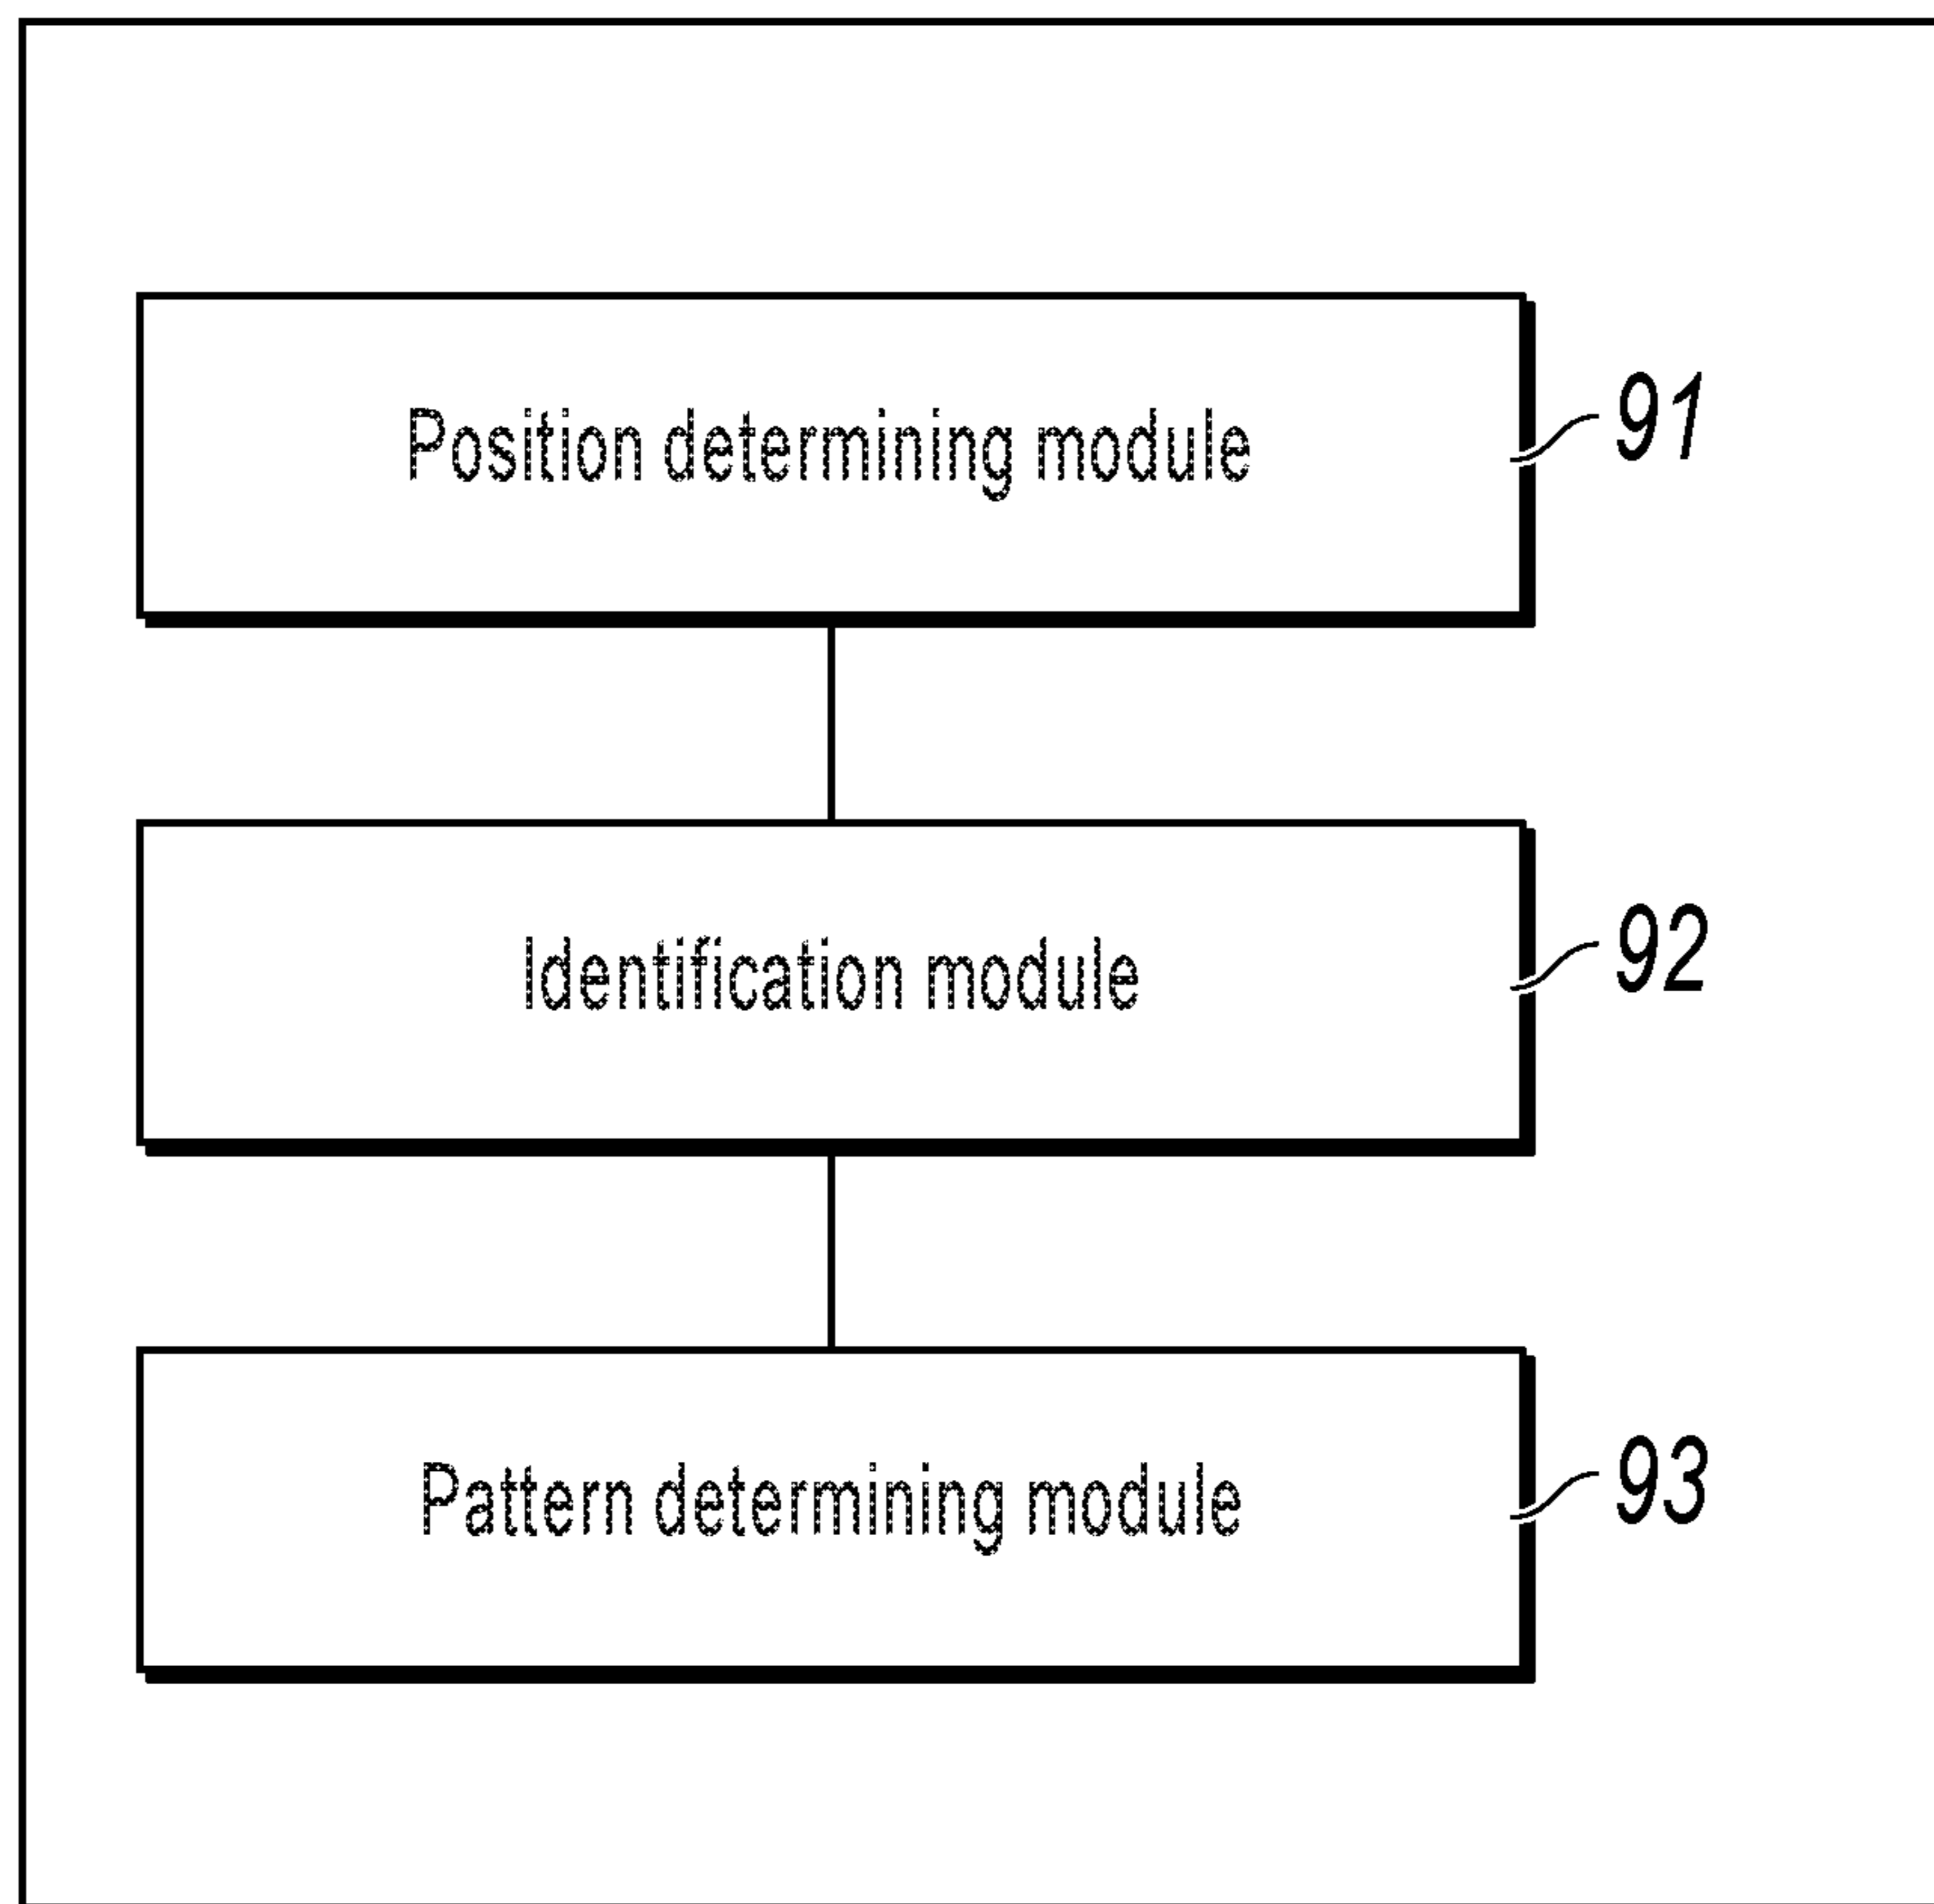 Position determining module
91
Identification module
92
Pattern determining module
93